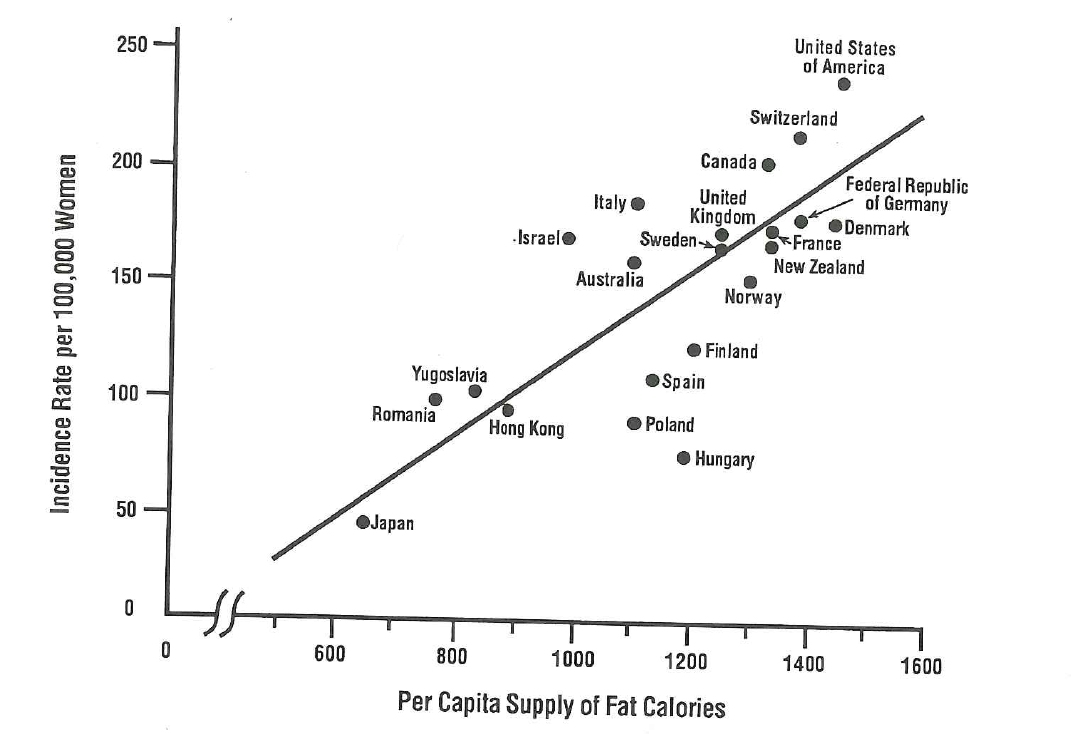 250
200
150
100
50
0
Incidence Rate per 100,000 Women
United States
of America
Switzerland
Canada
Federal Republic
of Germany
Italy
United
Kingdom
Denmark
Israel
Sweden
France
Australia
New Zealand
Norway
Finland
Yugoslavia
Spain
Romania
Hong Kong
Poland
Hungary
Japan
0
600
800
1000
1200
1400
1600
Per Capita Supply of Fat Calories